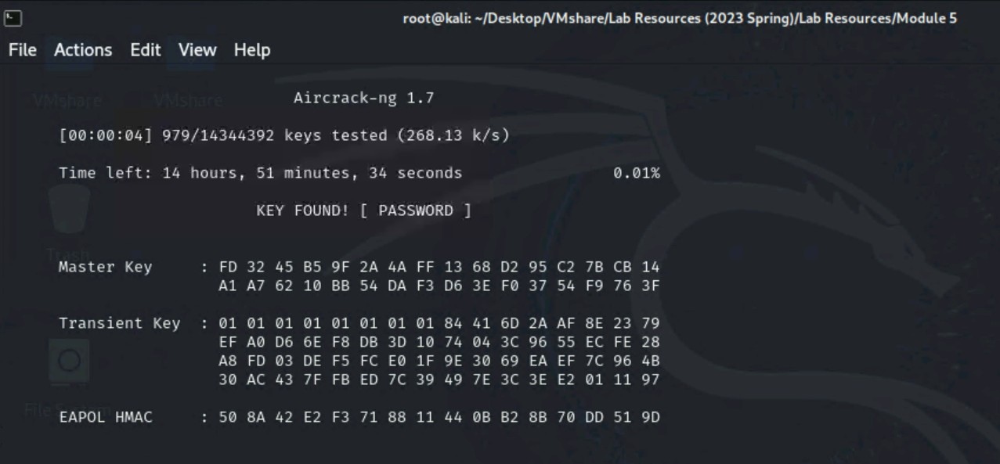 root@kali: ~/Desktop/VMshare/Lab Resources (2023 Spring)/Lab Resources/Module 5
File Actions Edit View Help
VMshare VMshare
Aircrack-ng 1.7
[00:00:04] 979/14344392 keys tested (268.13 k/s)
Time left: 14 hours, 51 minutes, 34 seconds 0.01%
KEY FOUND! [ PASSWORD ]
Trash
Master Key : FD 32 45 B5 9F 2A 4A FF 13 68 D2 95 C2 7B CB 14
A1 A7 62 10 BB 54 DA F3 D6 3E F0 37 54 F9 76 3F
Transient Key : 01 01 01 01 01 01 01 01 84 41 6D 2A AF 8E 23 79
EF A0 D6 6E F8 DB 3D 10 74 04 3C 96 55 EC FE 28
A8 FD 03 DE F5 FC E0 1F 9E 30 69 EA EF 7C 96 4B
30 AC 43 7F FB ED 7C 39 49 7E 3C 3E E2 01 11 97
File System
EAPOL HMAC : 50 8A 42 E2 F3 71 88 11 44 0B B2 8B 70 DD 51 9D